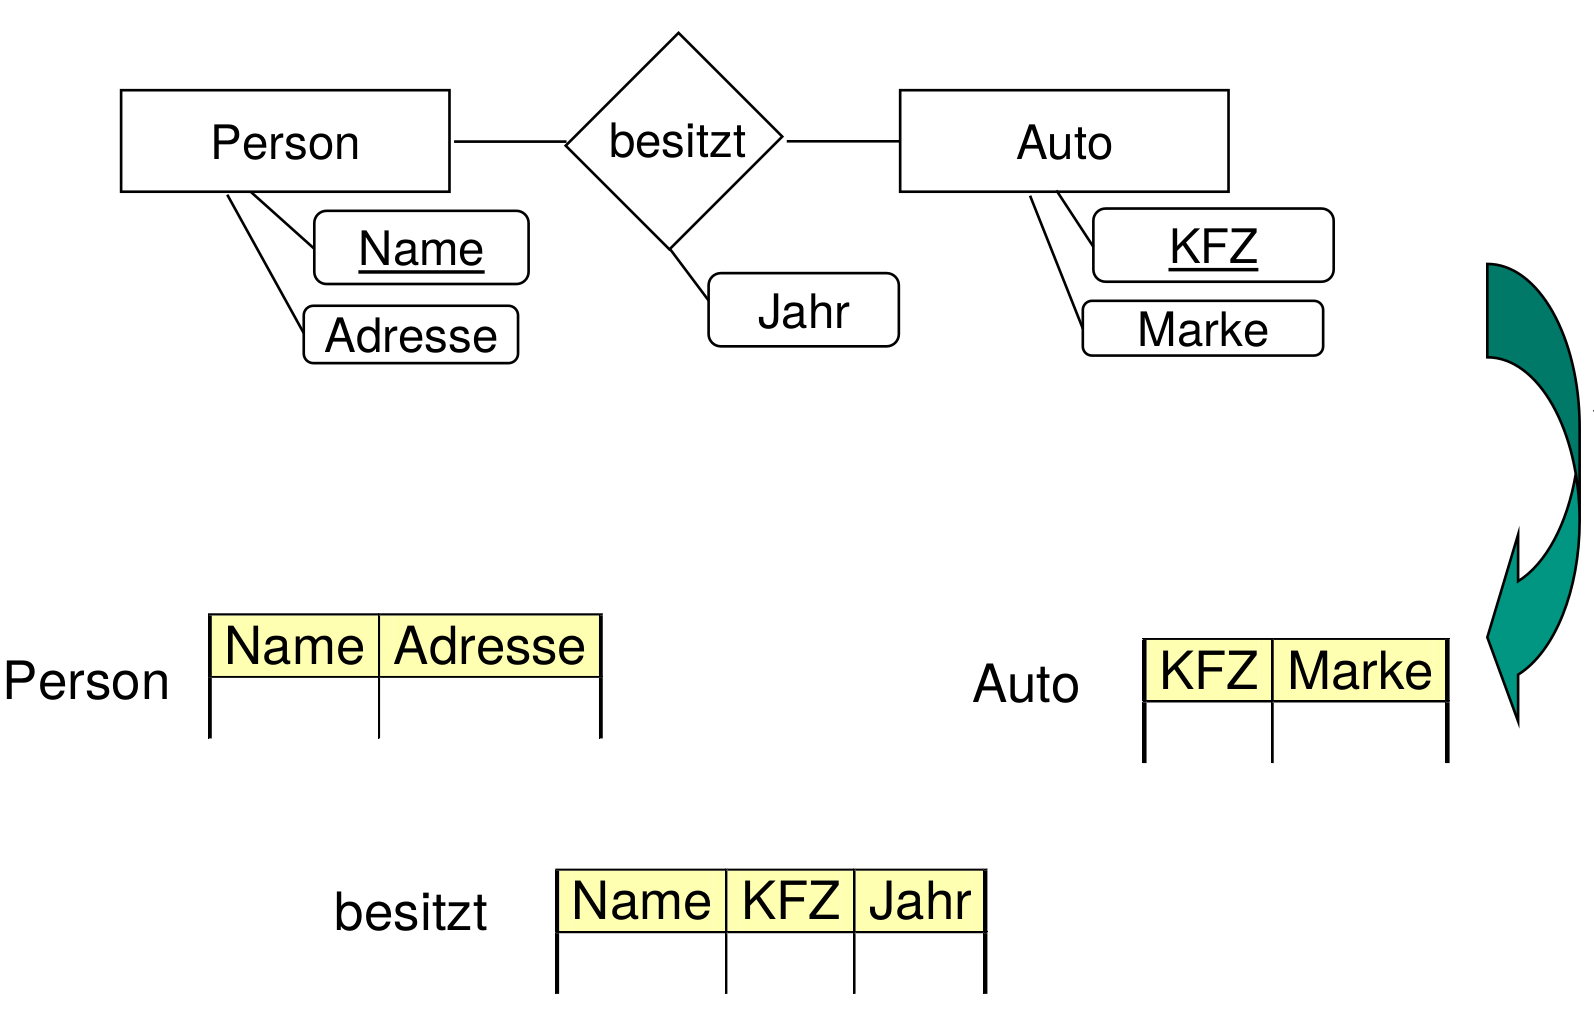 Person
besitzt
Auto
Name
KFZ
Jahr
Adresse
Marke
Person
Name Adresse
Auto
KFZ Marke
besitzt
Name KFZ Jahr